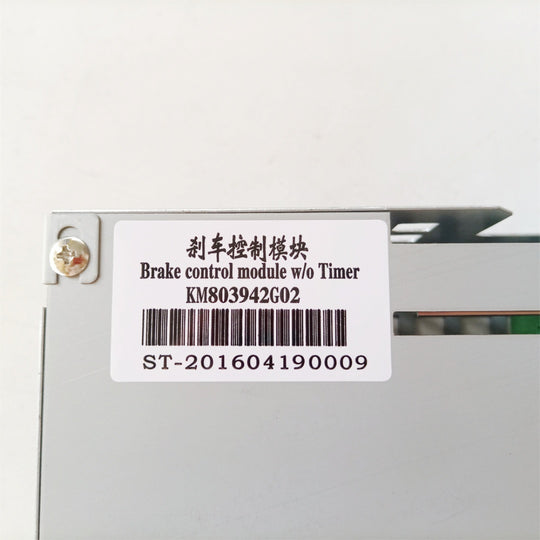 刹车控制模块
Brake control module w/o Timer
KM803942G02
ST-201604190009